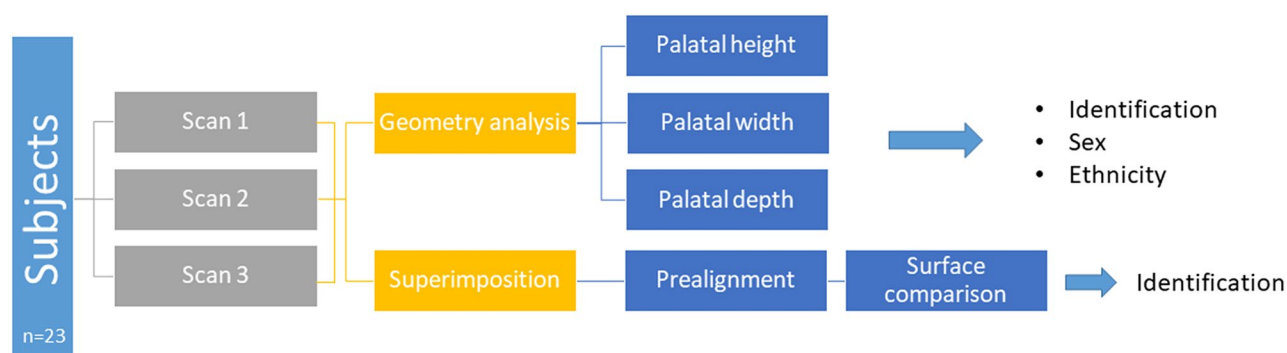 Subjects
n=23
Scan 1
Scan 2
Scan 3
Geometry analysis
Superimposition
Palatal height
Palatal width
Palatal depth
Prealignment
Surface
comparison
• Identification
• Sex
• Ethnicity
Identification